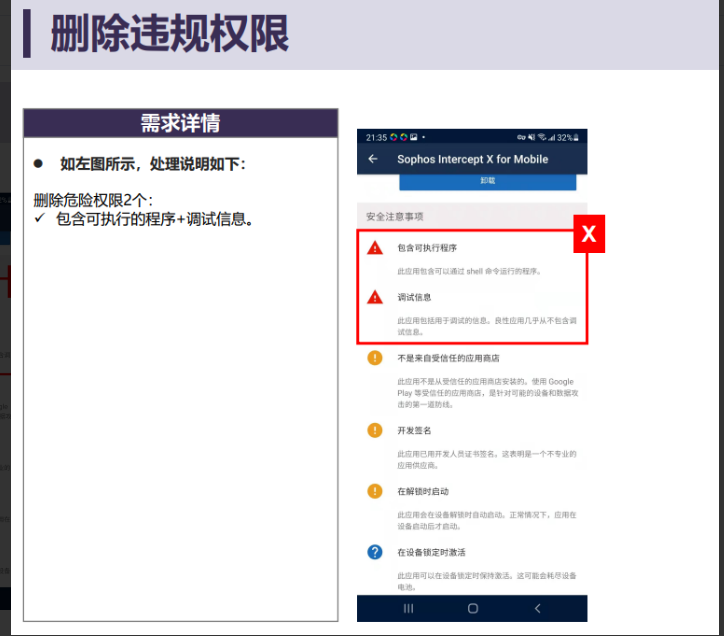 删除违规权限
需求详情
● 如左图所示，处理说明如下：
删除危险权限2个：
✓ 包含可执行的程序+调试信息。
21:35
32%
Sophos Intercept X for Mobile
卸载
安全注意事项
X
包含可执行程序
此应用包含可以通过 shell 命令运行的程序。
调试信息
此应用包括用于调试的信息。良性应用几乎从不包含调
试信息。
不是来自受信任的应用商店
此应用不是从受信任的应用商店安装的。使用 Google
Play 等受信任的应用商店，是针对可能的设备和数据攻
击的第一道防线。
开发签名
此应用已用开发人员证书签名。这表明是一个不专业的
应用供应商。
在解锁时启动
此应用会在设备解锁时自动启动。正常情况下，应用在
设备启动后才启动。
在设备锁定时激活
此应用可以在设备锁定时保持激活。这可能会耗尽设备
电池。